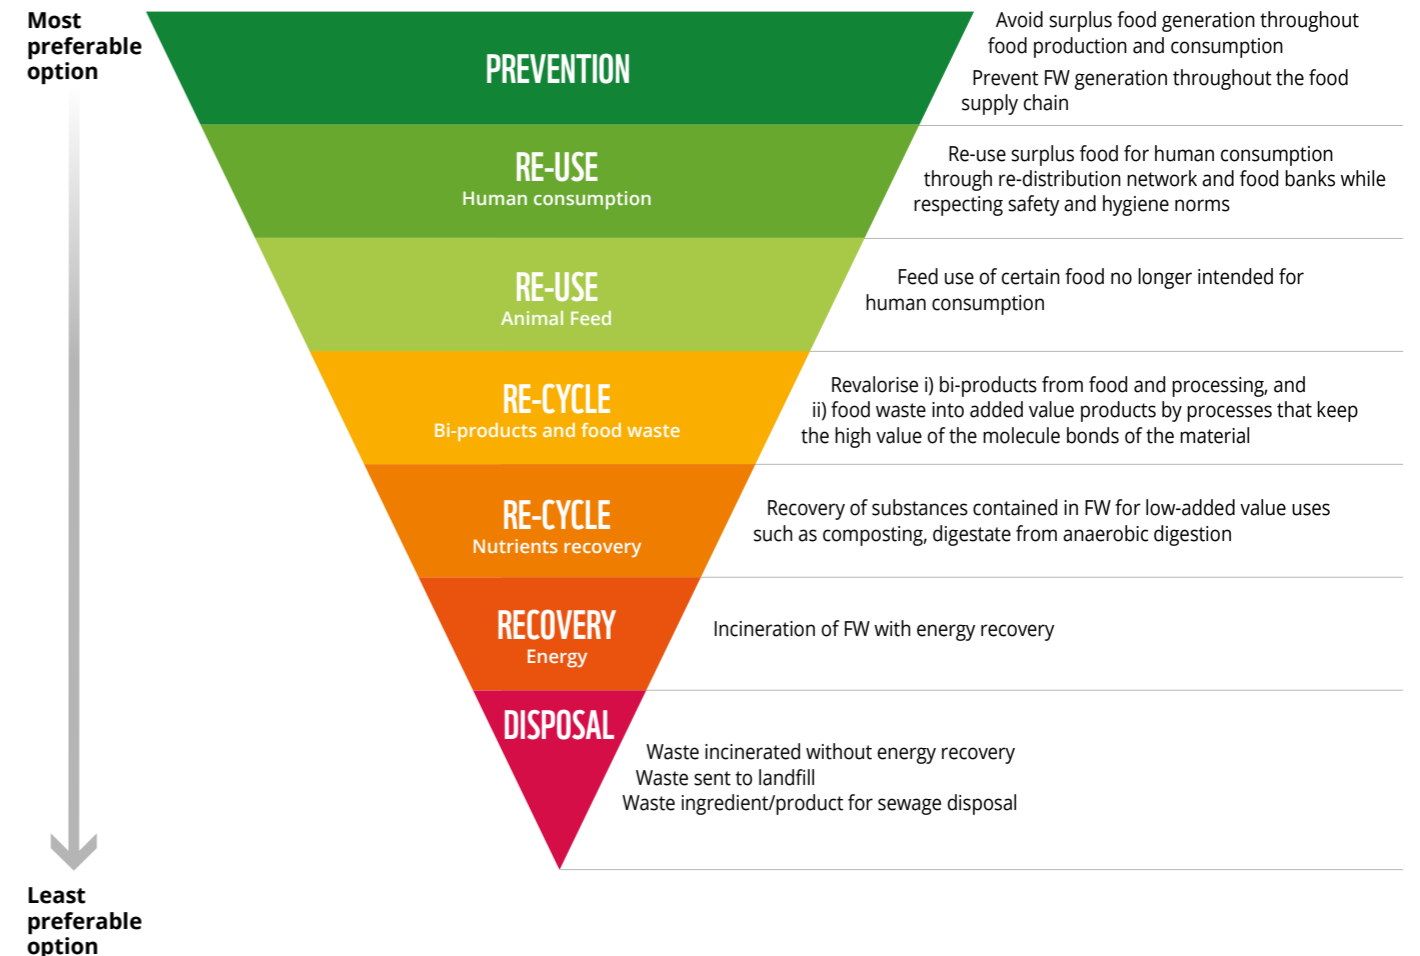 Most
preferable
option
PREVENTION
Avoid surplus food generation throughout
food production and consumption
Prevent FW generation throughout the food
supply chain
RE-USE
Human consumption
Re-use surplus food for human consumption
through re-distribution network and food banks while
respecting safety and hygiene norms
RE-USE
Animal Feed
Feed use of certain food no longer intended for
human consumption
RE-CYCLE
Bi-products and food waste
Revalorise i) bi-products from food and processing, and
ii) food waste into added value products by processes that keep
the high value of the molecule bonds of the material
RE-CYCLE
Nutrients recovery
Recovery of substances contained in FW for low-added value uses
such as composting, digestate from anaerobic digestion
RECOVERY
Energy
Incineration of FW with energy recovery
DISPOSAL
Waste incinerated without energy recovery
Waste sent to landfill
Waste ingredient/product for sewage disposal
Least
preferable
option